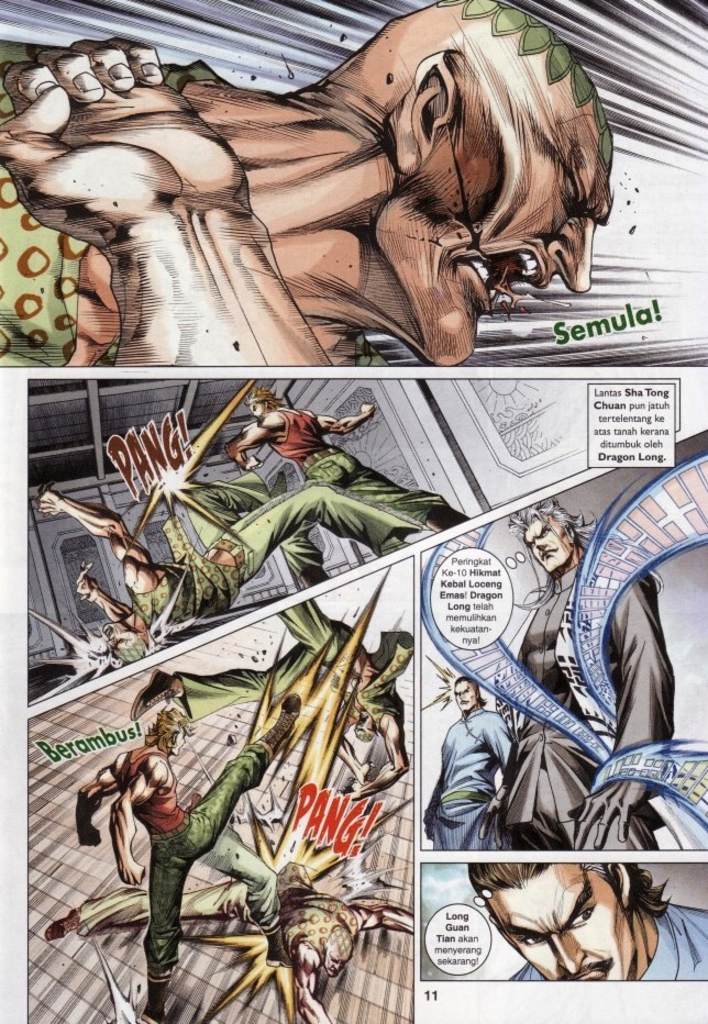 Semula!
Lantas Sha Tong
Chuan pun jatuh
tertelentang ke
atas tanah kerana
ditumbuk oleh
Dragon Long.
PANG!
Peringkat
Ke-10 Hikmat
Kebal Loceng
Emas! Dragon
Long telah
memulihkan
kekuatan-
nya!
Berambus!
PANG!
Long
Guan
Tian akan
menyerang
sekarang!
11